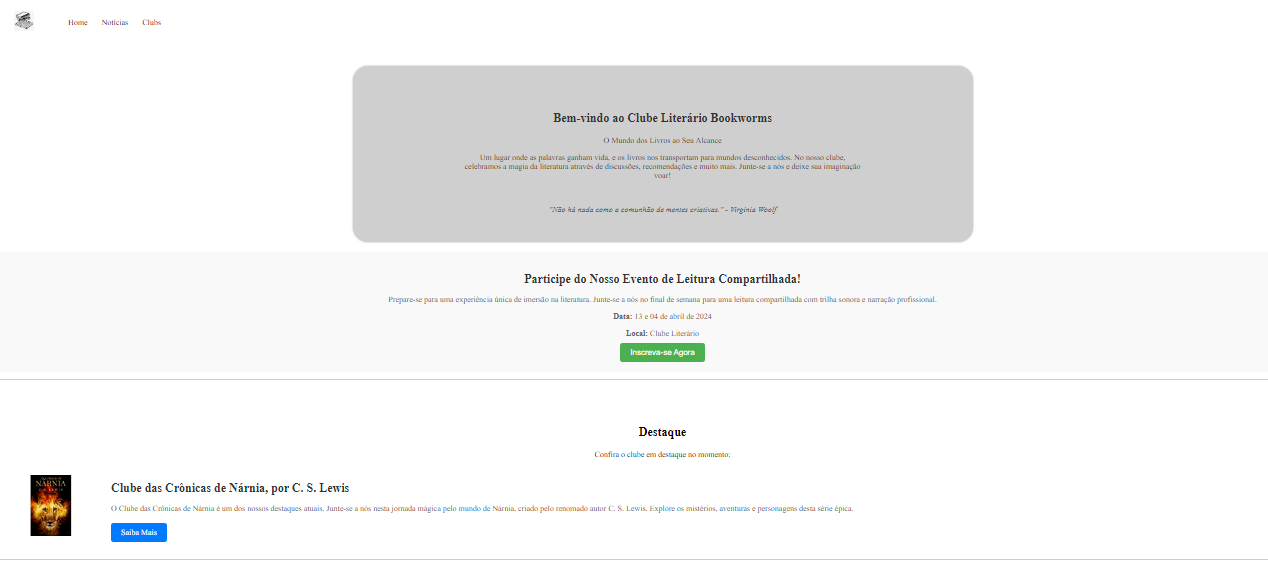 Home Notícias Clubs
Bem-vindo ao Clube Literário Bookworms
O Mundo dos Livros ao Seu Alcance
Um lugar onde as palavras ganham vida, e os livros nos transportam para mundos desconhecidos. No nosso clube,
celebramos a magia da literatura através de discussões, recomendações e muito mais. Junte-se a nós e deixe sua imaginação
voar!
"Não há nada como a comunhão de mentes criativas." - Virginia Woolf
Participe do Nosso Evento de Leitura Compartilhada!
Prepare-se para uma experiência única de imersão na literatura. Junte-se a nós no final de semana para uma leitura compartilhada com trilha sonora e narração profissional.
Data: 13 e 04 de abril de 2024
Local: Clube Literário
Inscreva-se Agora
Destaque
Confira o clube em destaque no momento:
NÁRNIA
Clube das Crônicas de Nárnia, por C. S. Lewis
O Clube das Crônicas de Nárnia é um dos nossos destaques atuais. Junte-se a nós nesta jornada mágica pelo mundo de Nárnia, criado pelo renomado autor C. S. Lewis. Explore os mistérios, aventuras e personagens desta série épica.
Saiba Mais